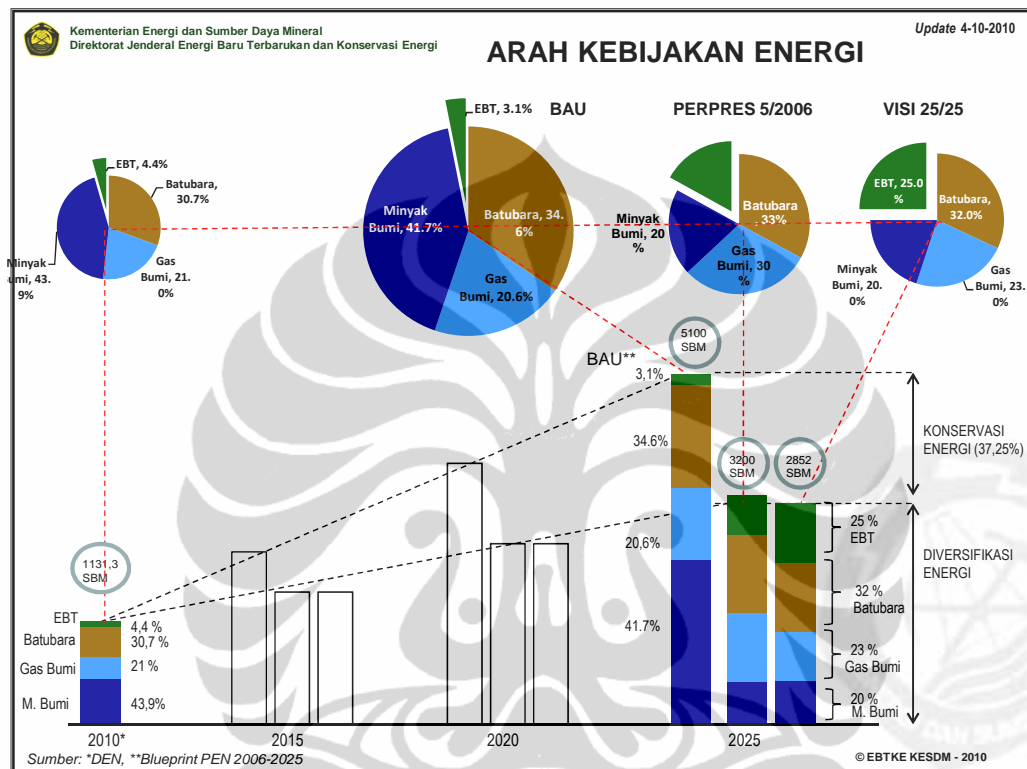 Kementerian Energi dan Sumber Daya Mineral
Direktorat Jenderal Energi Baru Terbarukan dan Konservasi Energi
Update 4-10-2010
ARAH KEBIJAKAN ENERGI
BAU
PERPRES 5/2006
VISI 25/25
EBT, 4.4%
Batubara,
30.7%
Gas
Bumi, 21.
0%
Minyak
umi, 43.
9%
EBT, 3.1%
Batubara, 34.
6%
Gas
Bumi, 20.6%
Minyak
Bumi, 41.7%
Batubara
, 33%
Gas
Bumi, 30
%
Minyak
Bumi, 20
%
EBT, 25.0
%
Batubara,
32.0%
Gas
Bumi, 23.
0%
Minyak
Bumi, 20.
0%
5100
SBM
BAU**
3,1%
34.6%
20,6%
41.7%
3200
SBM
2852
SBM
KONSERVASI
ENERGI (37,25%)
25 %
EBT
DIVERSIFIKASI
ENERGI
32 %
Batubara
23 %
Gas Bumi
20 %
M. Bumi
1131,3
SBM
EBT
4,4 %
Batubara
30,7 %
Gas Bumi
21 %
M. Bumi
43,9%
2010*
2015
2020
2025
Sumber: *DEN, **Blueprint PEN 2006-2025
© EBTKE KESDM - 2010